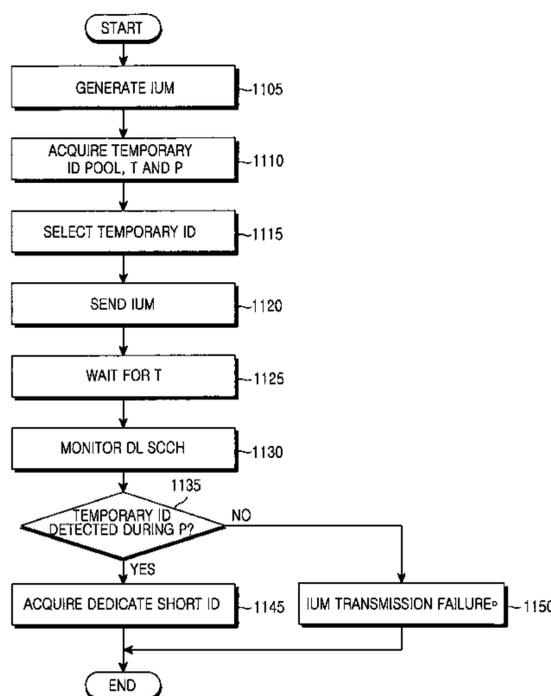 START
GENERATE IUM
1105
ACQUIRE TEMPORARY
ID POOL, T AND P
1110
SELECT TEMPORARY ID
1115
SEND IUM
1120
WAIT FOR T
1125
MONITOR DL SCCH
1130
1135
TEMPORARY ID
DETECTED DURING P?
NO
YES
ACQUIRE DEDICATE SHORT ID
1145
IUM TRANSMISSION FAILURE
1150
END